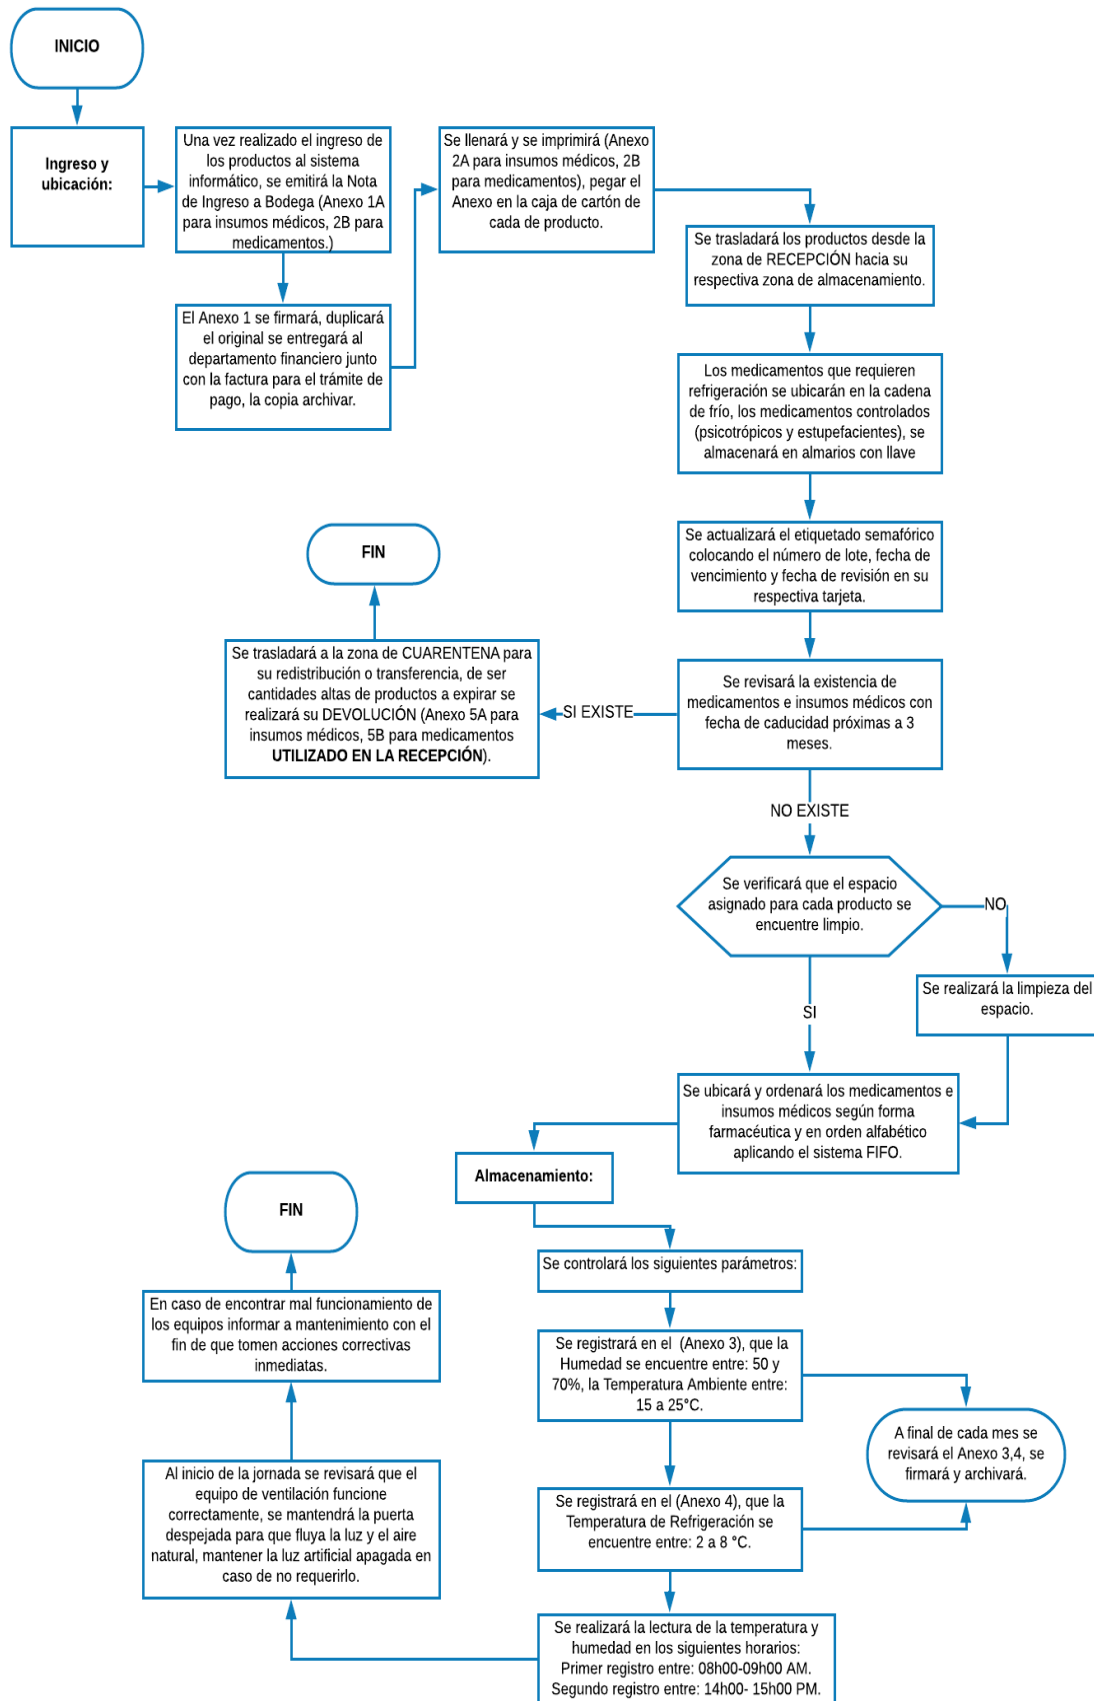 INICIO
Ingreso y
ubicación:
Una vez realizado el ingreso de
los productos al sistema
informático, se emitirá la Nota
de Ingreso a Bodega (Anexo 1A
para insumos médicos, 2B para
medicamentos.)
El Anexo 1 se firmará, duplicará
el original se entregará al
departamento financiero junto
con la factura para el trámite de
pago, la copia archivar.
Se llenará y se imprimirá (Anexo
2A para insumos médicos, 2B
para medicamentos), pegar el
Anexo en la caja de cartón de
cada de producto.
Se trasladará los productos desde la
zona de RECEPCIÓN hacia su
respectiva zona de almacenamiento.
Los medicamentos que requieren
refrigeración se ubicarán en la cadena
de frío, los medicamentos controlados
(psicotrópicos y estupefacientes), se
almacenará en almarios con llave
Se actualizará el etiquetado semafórico
colocando el número de lote, fecha de
vencimiento y fecha de revisión en su
respectiva tarjeta.
Se revisará la existencia de
medicamentos e insumos médicos con
fecha de caducidad próximas a 3
meses.
SI EXISTE
Se trasladará a la zona de CUARENTENA para
su redistribución o transferencia, de ser
cantidades altas de productos a expirar se
realizará su DEVOLUCIÓN (Anexo 5A para
insumos médicos, 5B para medicamentos
UTILIZADO EN LA RECEPCIÓN).
FIN
NO EXISTE
Se verificará que el espacio
asignado para cada producto se
encuentre limpio.
NO
Se realizará la limpieza del
espacio.
SI
Se ubicará y ordenará los medicamentos e
insumos médicos según forma
farmacéutica y en orden alfabético
aplicando el sistema FIFO.
Almacenamiento:
Se controlará los siguientes parámetros:
Se registrará en el  (Anexo 3), que la
Humedad se encuentre entre: 50 y
70%, la Temperatura Ambiente entre:
15 a 25°C.
A final de cada mes se
revisará el Anexo 3,4, se
firmará y archivará.
Se registrará en el (Anexo 4), que la
Temperatura de Refrigeración se
encuentre entre: 2 a 8 °C.
Se realizará la lectura de la temperatura y
humedad en los siguientes horarios:
Primer registro entre: 08h00-09h00 AM.
Segundo registro entre: 14h00- 15h00 PM.
Al inicio de la jornada se revisará que el
equipo de ventilación funcione
correctamente, se mantendrá la puerta
despejada para que fluya la luz y el aire
natural, mantener la luz artificial apagada en
caso de no requerirlo.
En caso de encontrar mal funcionamiento de
los equipos informar a mantenimiento con el
fin de que tomen acciones correctivas
inmediatas.
FIN